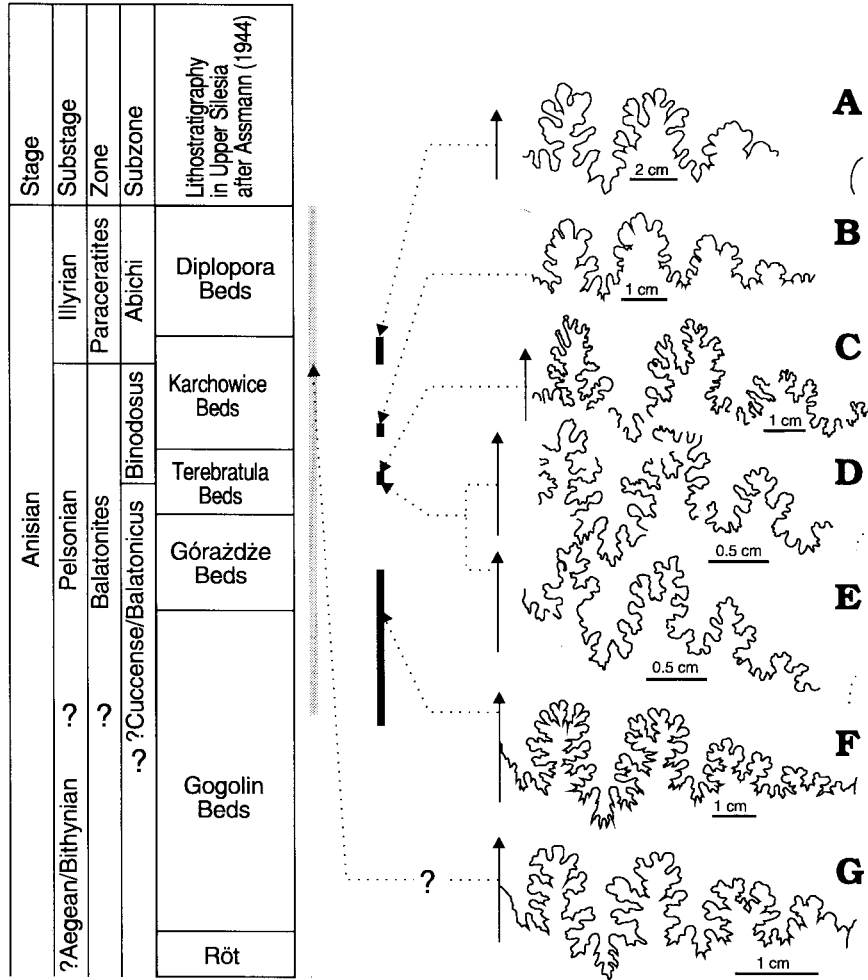 Stage
Substage
Zone
Subzone
Lithostratigraphy
in Upper Silesia
after Assmann (1944)
Anisian
Illyrian
Pelsonian
?
?Aegean/Bithynian
Paraceratites
Balatonites
?
Abichi
Binodosus
?Cuccense/Balatonicus
?
Diplopora
Beds
Karchowice
Beds
Terebratula
Beds
Górażdże
Beds
Gogolin
Beds
Röt
?
A
2 cm
B
1 cm
C
1 cm
D
0.5 cm
E
0.5 cm
F
1 cm
G
1 cm